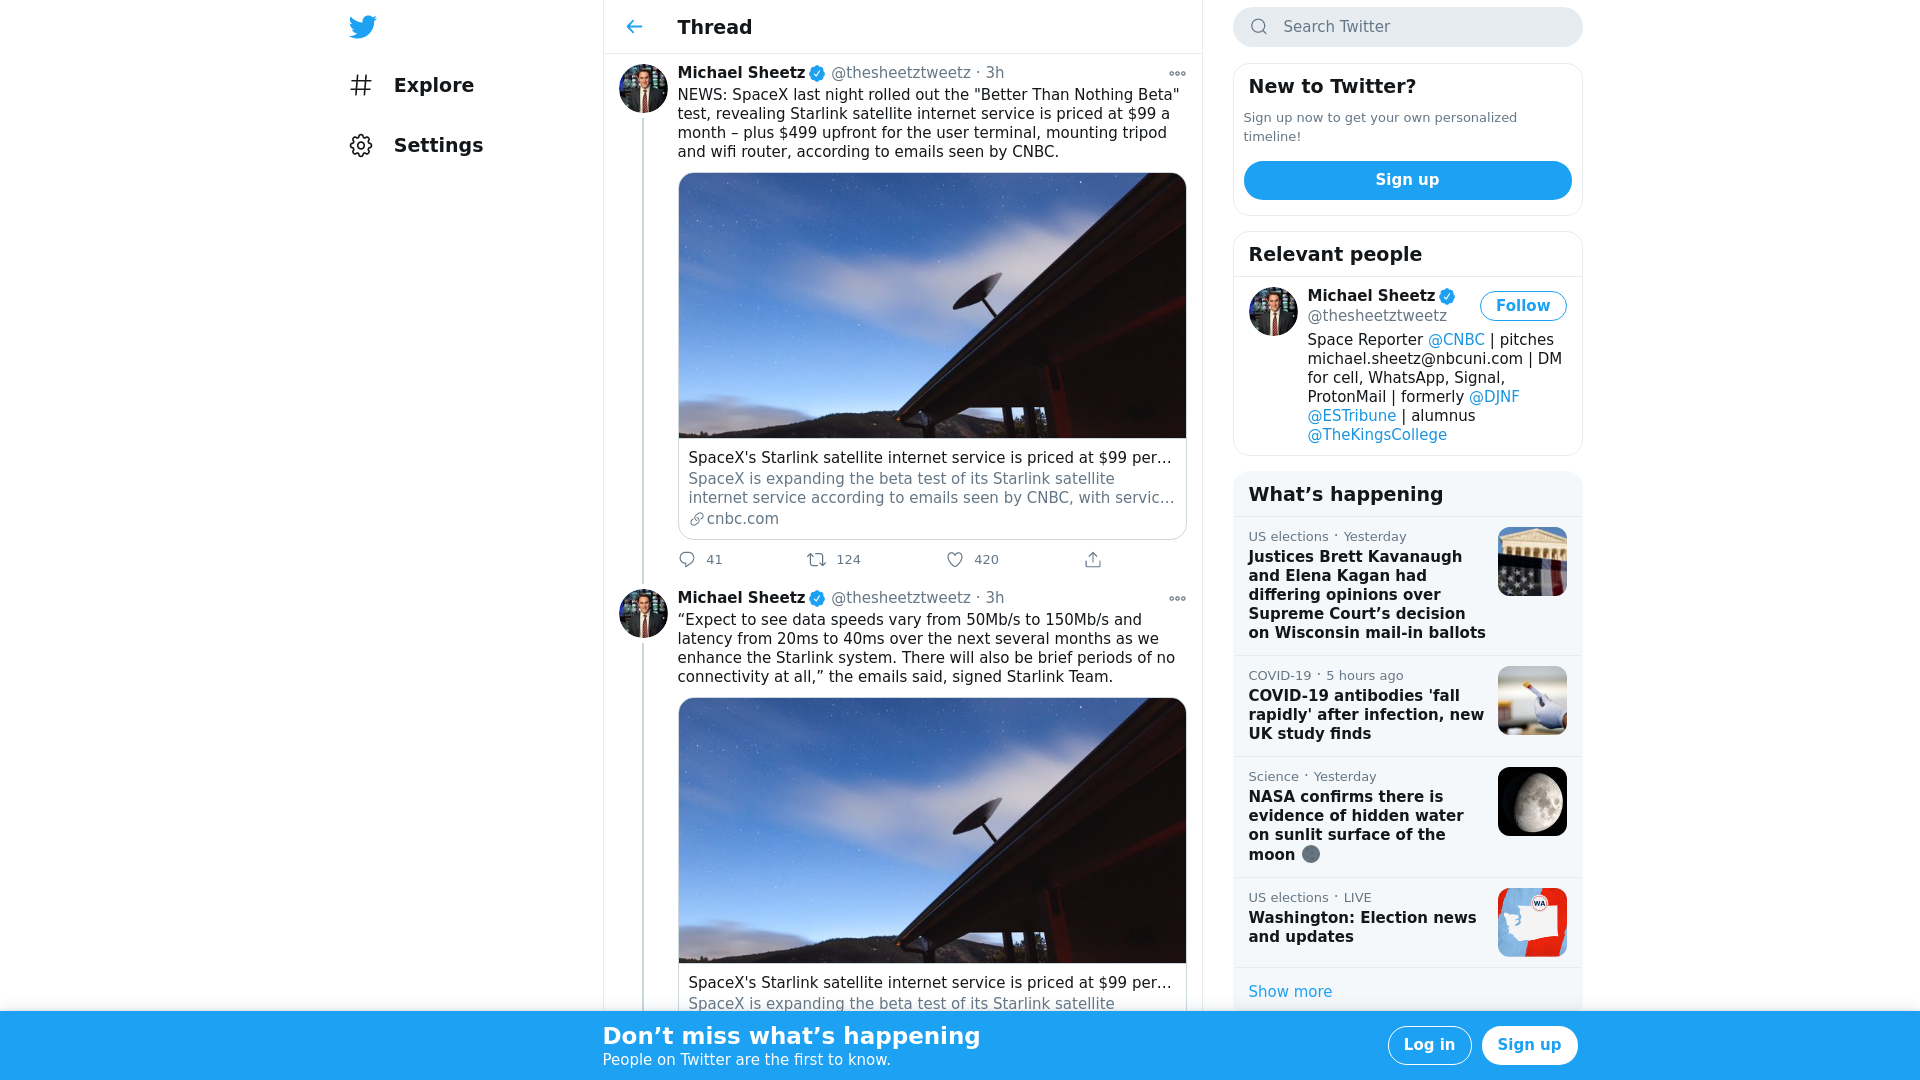 Explore
Settings
Thread
Michael Sheetz @thesheetztweetz · 3h
NEWS: SpaceX last night rolled out the "Better Than Nothing Beta"
test, revealing Starlink satellite internet service is priced at $99 a
month – plus $499 upfront for the user terminal, mounting tripod
and wifi router, according to emails seen by CNBC.
SpaceX's Starlink satellite internet service is priced at $99 per...
SpaceX is expanding the beta test of its Starlink satellite
internet service according to emails seen by CNBC, with servic...
cnbc.com
41 124 420
Michael Sheetz @thesheetztweetz · 3h
“Expect to see data speeds vary from 50Mb/s to 150Mb/s and
latency from 20ms to 40ms over the next several months as we
enhance the Starlink system. There will also be brief periods of no
connectivity at all,” the emails said, signed Starlink Team.
SpaceX's Starlink satellite internet service is priced at $99 per...
SpaceX is expanding the beta test of its Starlink satellite
Search Twitter
New to Twitter?
Sign up now to get your own personalized
timeline!
Sign up
Relevant people
Michael Sheetz
@thesheetztweetz
Follow
Space Reporter @CNBC | pitches
michael.sheetz@nbcuni.com | DM
for cell, WhatsApp, Signal,
ProtonMail | formerly @DJNF
@ESTribune | alumnus
@TheKingsCollege
What’s happening
US elections · Yesterday
Justices Brett Kavanaugh
and Elena Kagan had
differing opinions over
Supreme Court’s decision
on Wisconsin mail-in ballots
COVID-19 · 5 hours ago
COVID-19 antibodies 'fall
rapidly' after infection, new
UK study finds
Science · Yesterday
NASA confirms there is
evidence of hidden water
on sunlit surface of the
moon
US elections · LIVE
Washington: Election news
and updates
WA
Show more
Don’t miss what’s happening
People on Twitter are the first to know.
Log in
Sign up